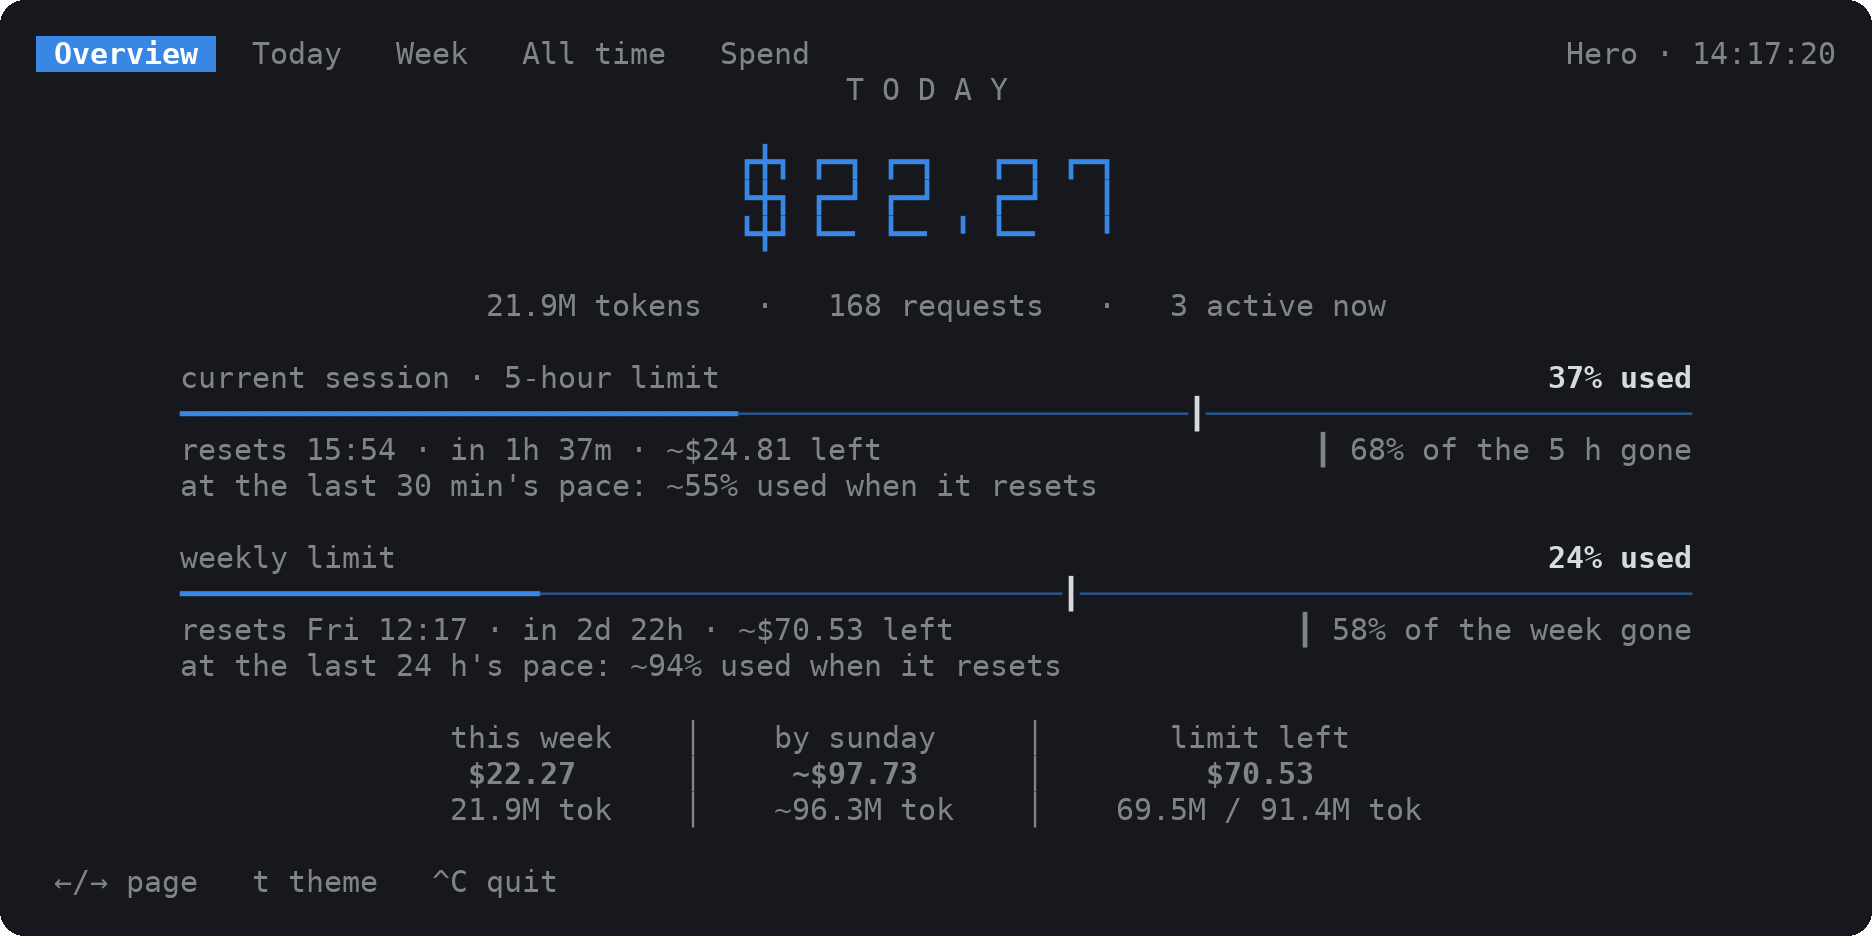 Overview Today Week All time Spend Hero · 14:17:20
T O D A Y
$22.27
21.9M tokens · 168 requests · 3 active now
current session · 5-hour limit 37% used
resets 15:54 · in 1h 37m · ~$24.81 left 68% of the 5 h gone
at the last 30 min's pace: ~55% used when it resets
weekly limit 24% used
resets Fri 12:17 · in 2d 22h · ~$70.53 left 58% of the week gone
at the last 24 h's pace: ~94% used when it resets
this week │ by sunday │ limit left
$22.27 │ ~$97.73 │ $70.53
21.9M tok │ ~96.3M tok │ 69.5M / 91.4M tok
←/→ page t theme ^C quit